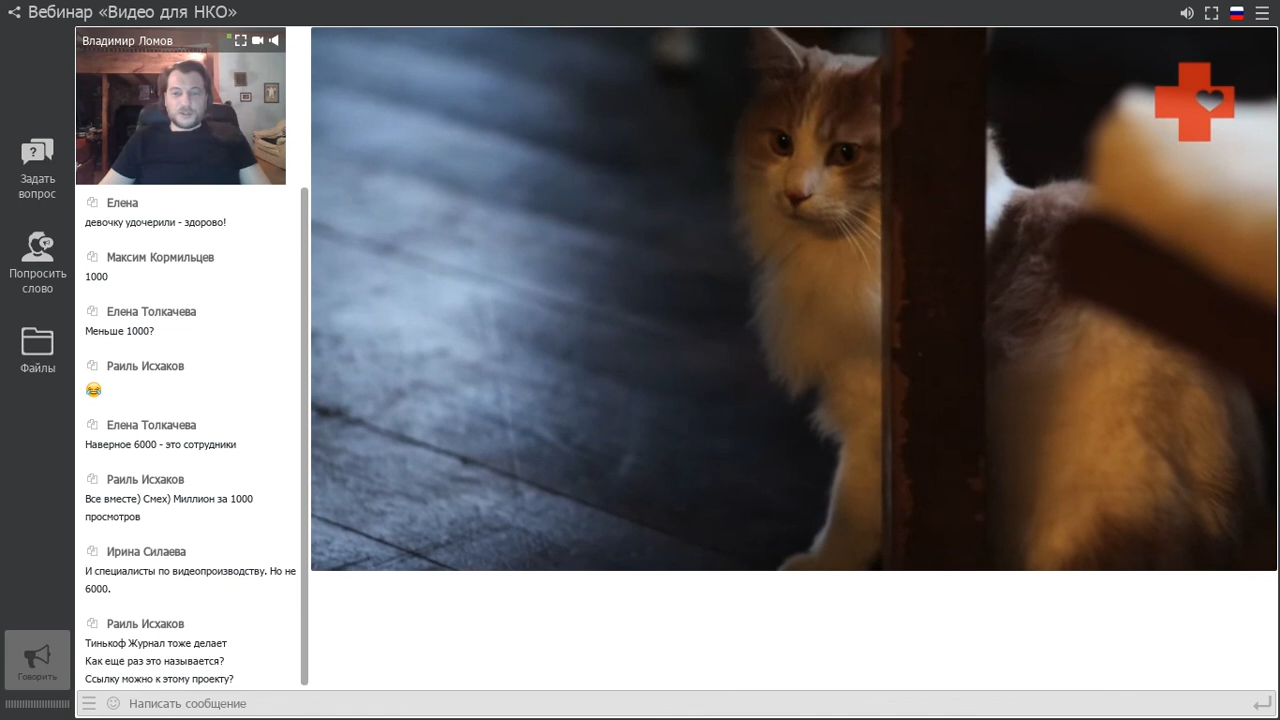 Вебинар «Видео для НКО»
Владимир Ломов
Задать
вопрос
Попросить
слово
Файлы
Говорить
Елена
девочку удочерили - здорово!
Максим Кормильцев
1000
Елена Толкачева
Меньше 1000?
Раиль Исхаков
Елена Толкачева
Наверное 6000 - это сотрудники
Раиль Исхаков
Все вместе) Смех) Миллион за 1000
просмотров
Ирина Силаева
И специалисты по видеопроизводству. Но не
6000.
Раиль Исхаков
Тинькоф Журнал тоже делает
Как еще раз это называется?
Ссылку можно к этому проекту?
Написать сообщение